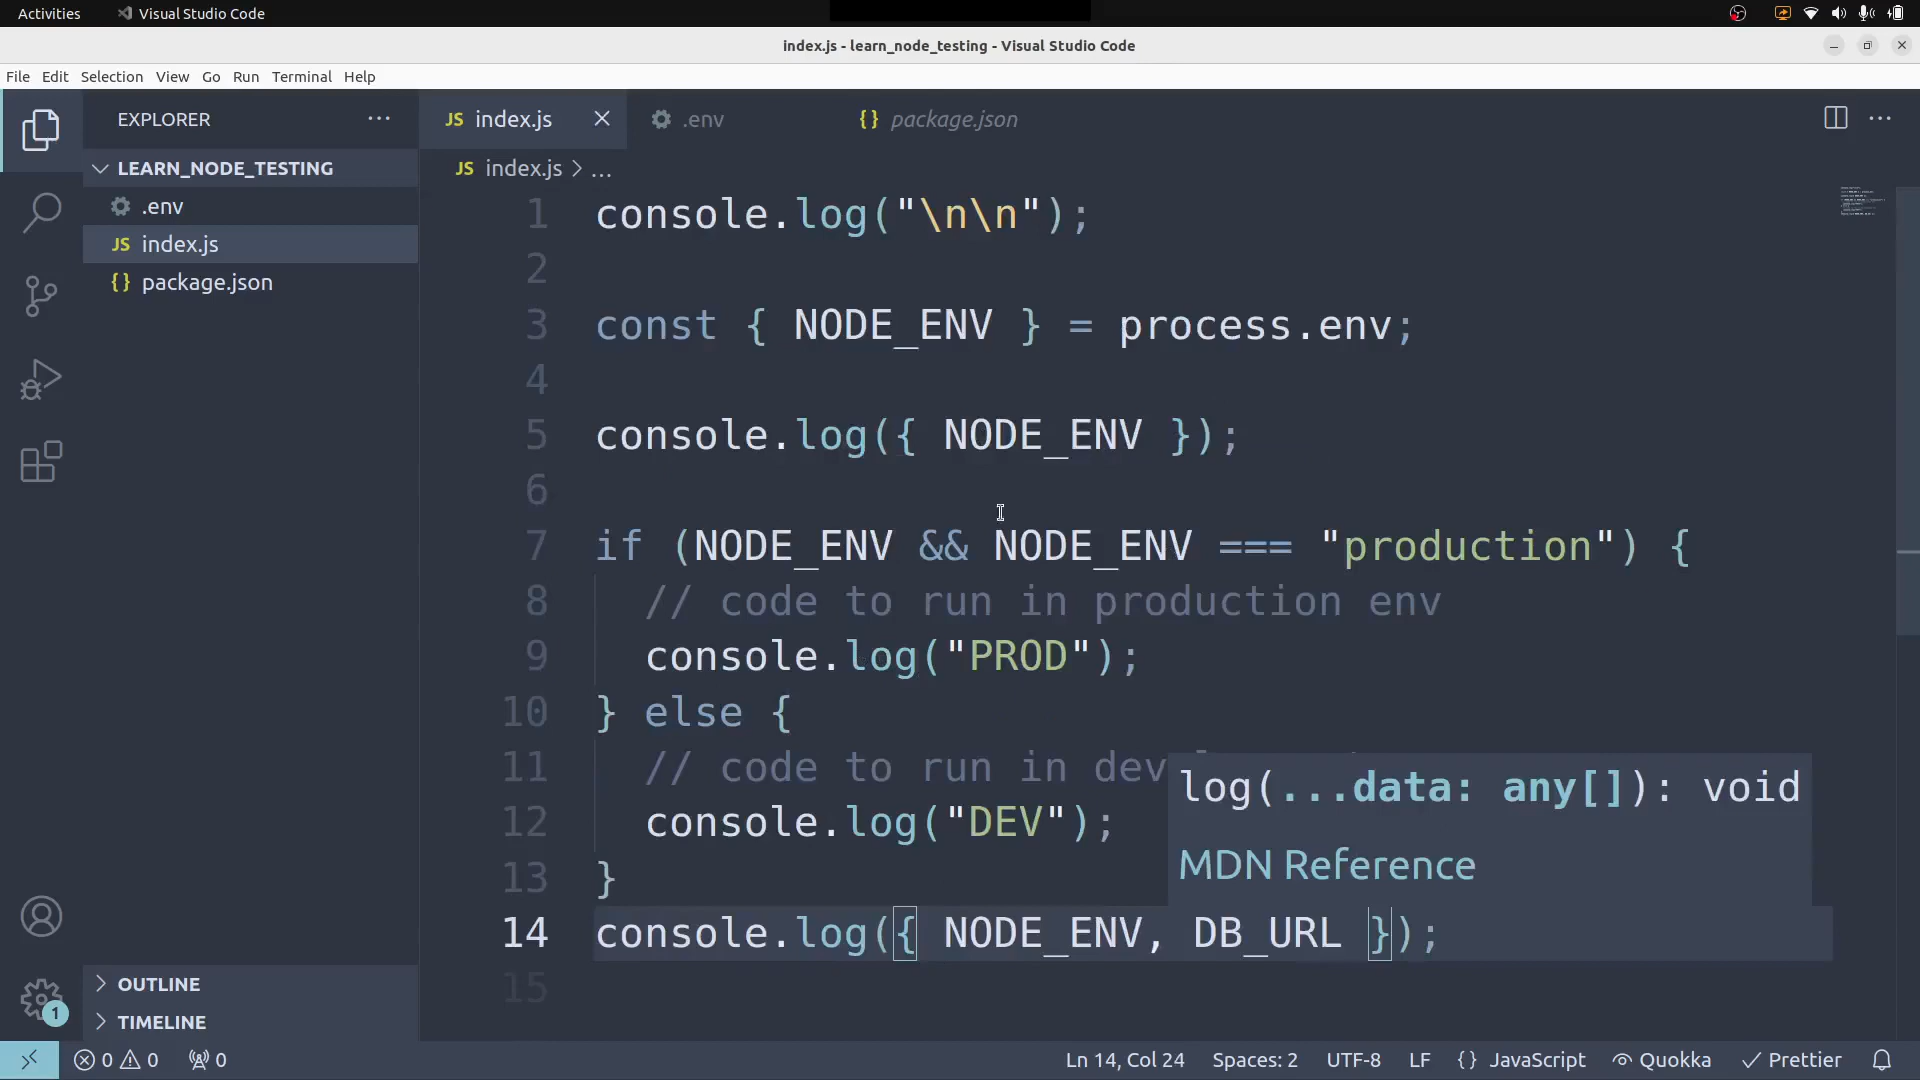 Activities
Visual Studio Code
index.js - learn_node_testing - Visual Studio Code
File Edit Selection View Go Run Terminal Help
EXPLORER
LEARN_NODE_TESTING
.env
JS index.js
{} package.json
OUTLINE
TIMELINE
JS index.js
.env
{} package.json
JS index.js > ...
1 console.log("\n\n");
2
3 const { NODE_ENV } = process.env;
4
5 console.log({ NODE_ENV });
6
7 if (NODE_ENV && NODE_ENV === "production") {
8 // code to run in production env
9 console.log("PROD");
10 } else {
11 // code to run in dev
12 console.log("DEV");
13 }
14 console.log({ NODE_ENV, DB_URL });
15
log(...data: any[]): void
MDN Reference
1
0 0 0
Ln 14, Col 24 Spaces: 2 UTF-8 LF {} JavaScript Quokka Prettier